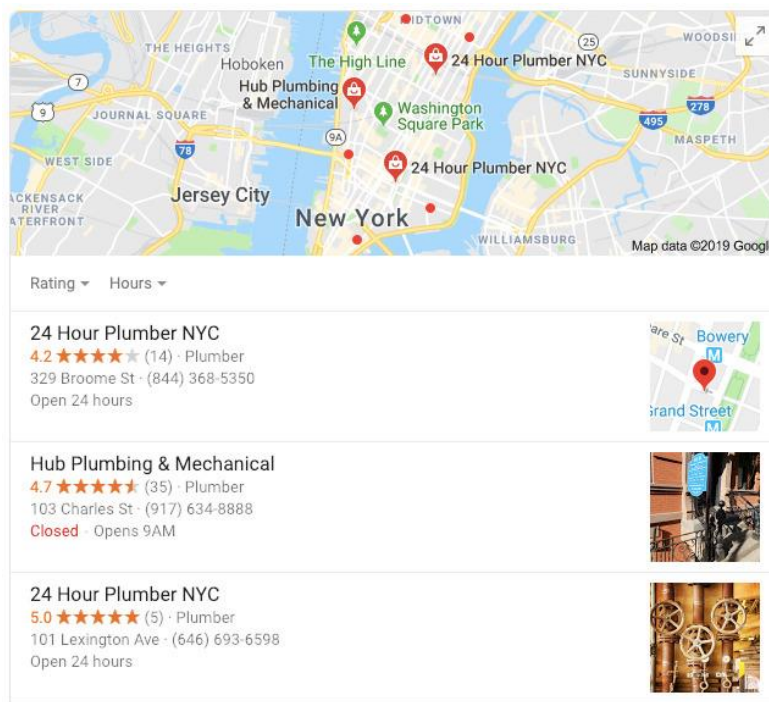 MIDTOWN
WOODSI
THE HEIGHTS
Hoboken
The High Line
25
24 Hour Plumber NYC
SUNNYSIDE
7
Hub Plumbing
& Mechanical
Washington
Square Park
9
JOURNAL SQUARE
278
495
9A
MASPETH
78
WEST SIDE
24 Hour Plumber NYC
ACKENSACK
RIVER
ATERFRONT
Jersey City
New York
WILLIAMSBURG
Map data ©2019 Googl
Rating
Hours
24 Hour Plumber NYC
4.2 (14) · Plumber
329 Broome St · (844) 368-5350
Open 24 hours
are St
Bowery
M
Grand Street
M
Hub Plumbing & Mechanical
4.7 (35) · Plumber
103 Charles St · (917) 634-8888
Closed · Opens 9AM
24 Hour Plumber NYC
5.0 (5) · Plumber
101 Lexington Ave · (646) 693-6598
Open 24 hours